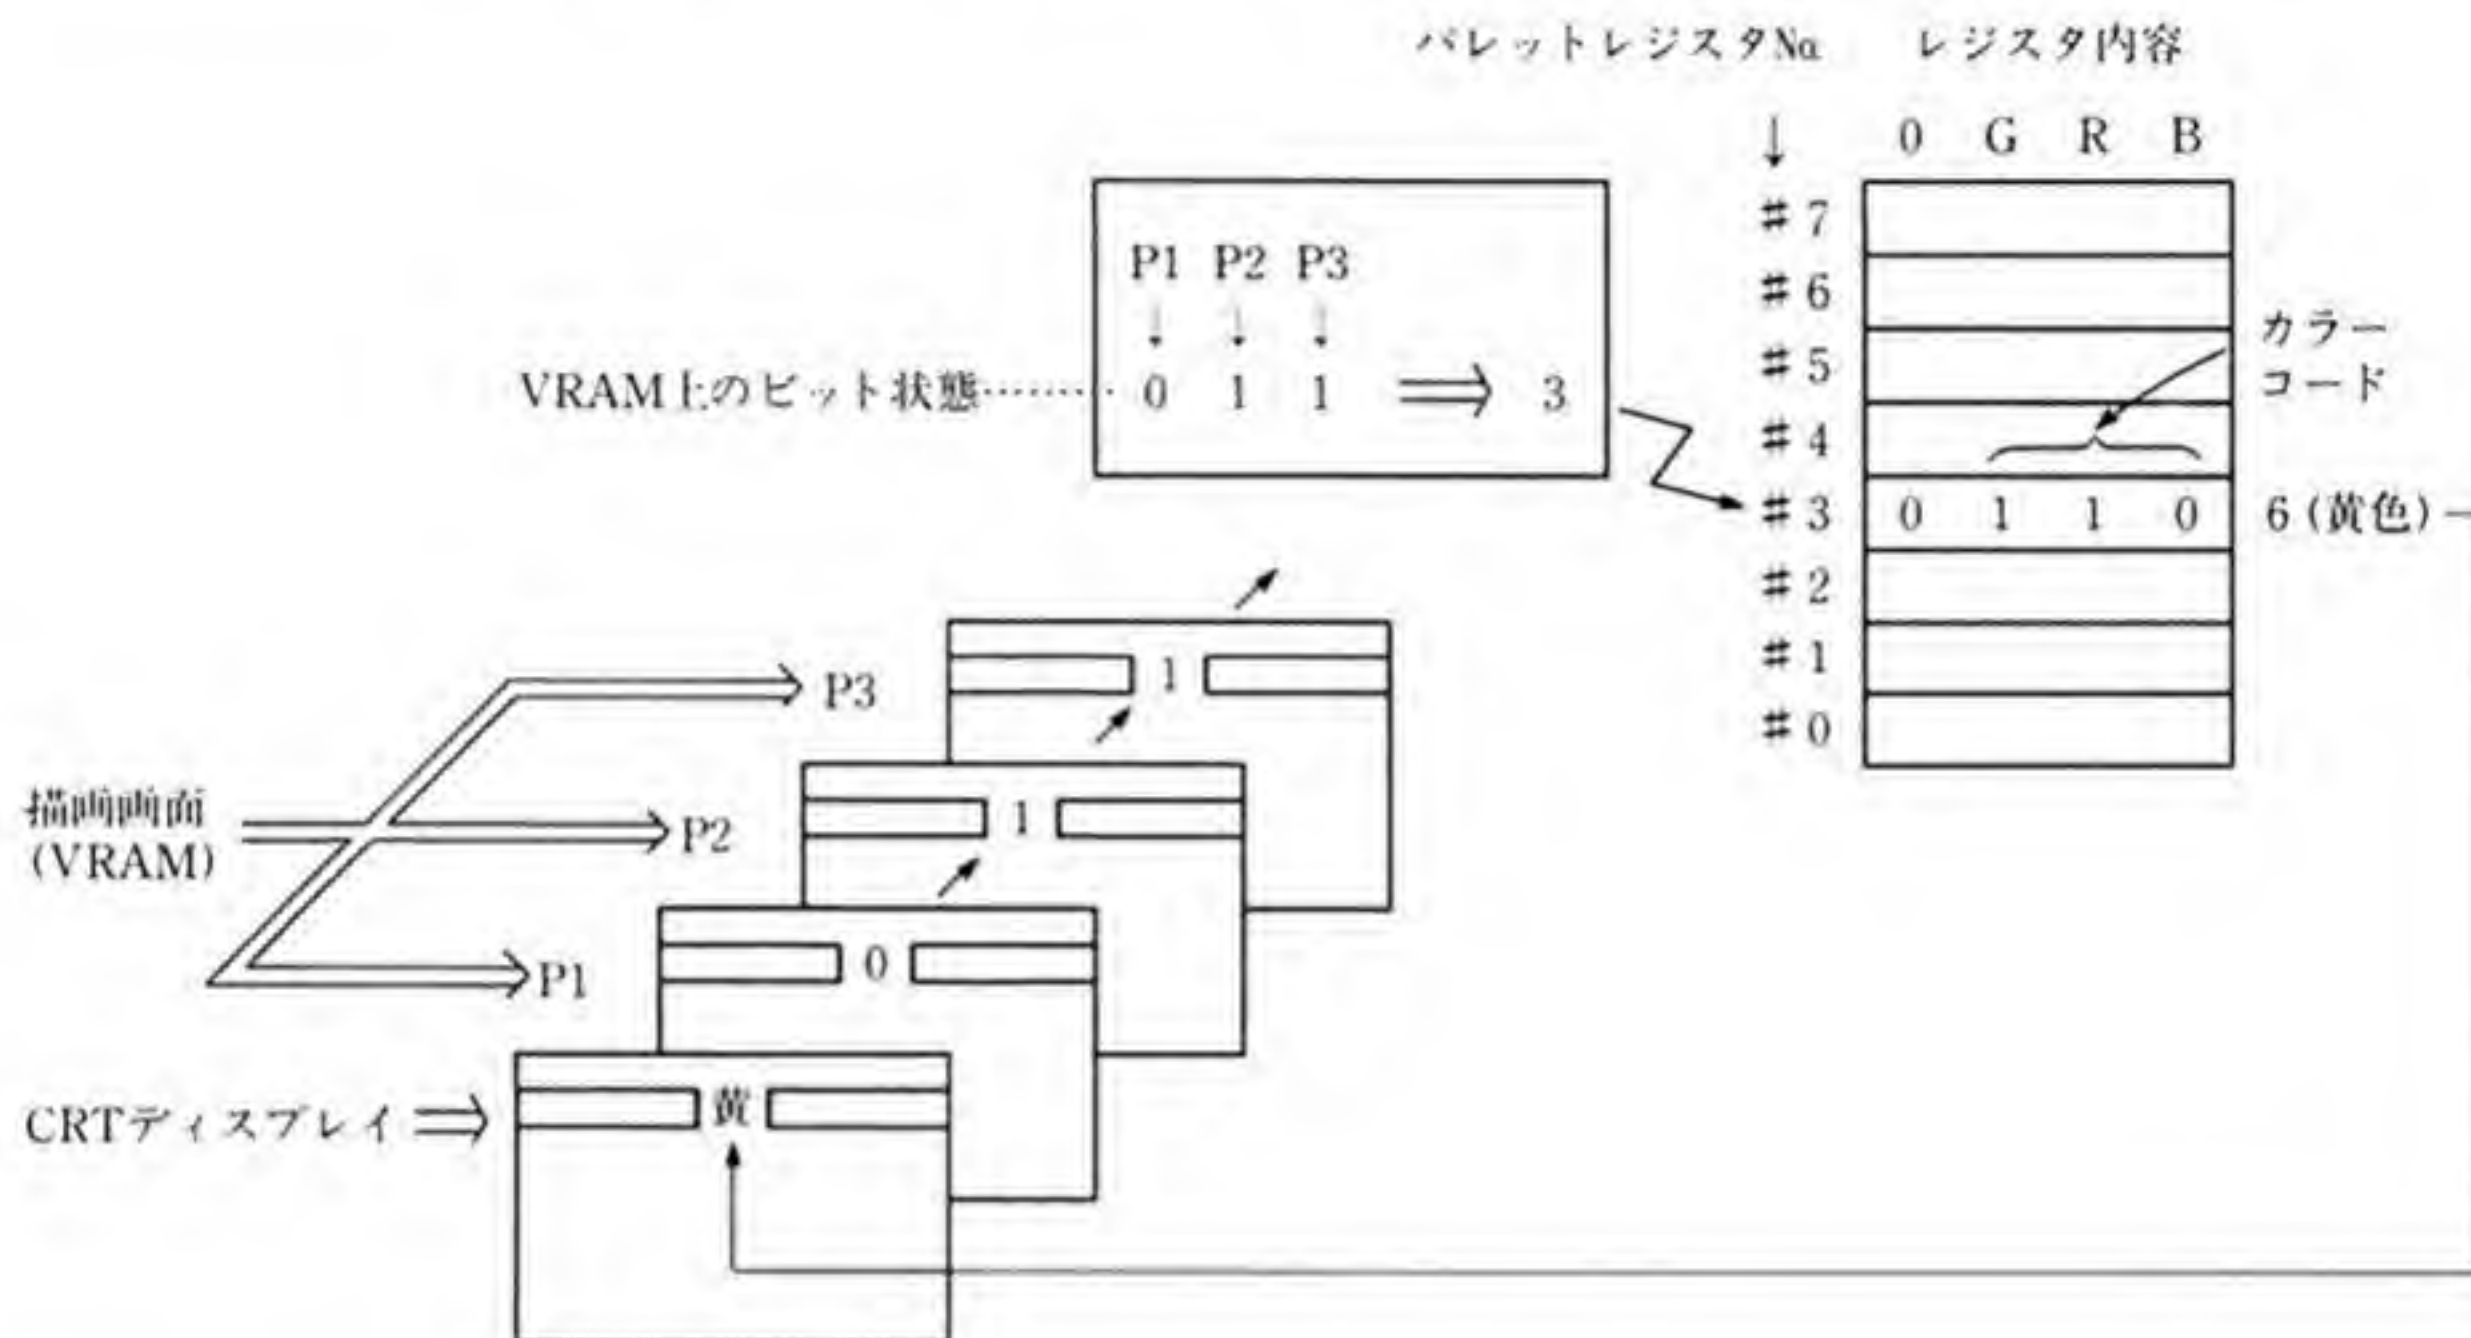 パレットレジスタNo. レジスタ内容
↓ 0 G R B
#7
P1 P2 P3
#6
↓ ↓ ↓
カラー
コード
#5
VRAM上のビット状態……… 0 1 1 ⇒ 3
#4
#3 0 1 1 0 6(黄色)
#2
1 #1
P3
#0
描画画面
(VRAM)
P2 1
P1 0
CRTディスプレイ ⇒ 黄